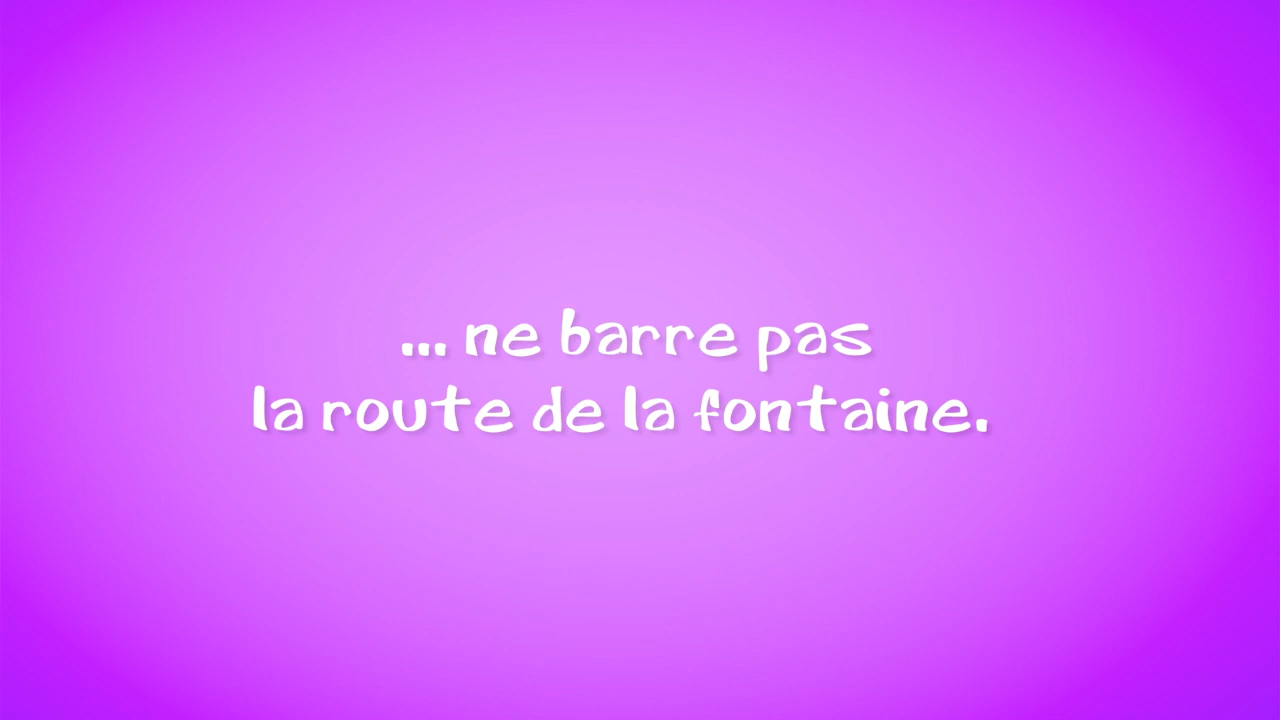 ... ne barre pas
la route de la fontaine.